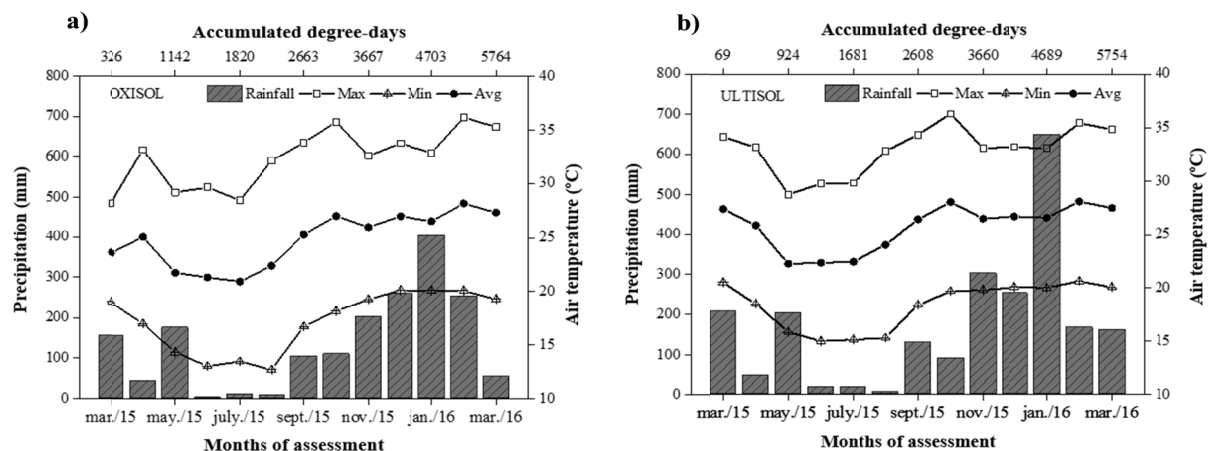 a)
Accumulated degree-days
326 1142 1820 2663 3667 4703 5764
OXISOL Rainfall Max Min Avg
800
700
600
500
400
300
200
100
0
Precipitation (mm)
40
35
30
25
20
15
10
Air temperature (ºC)
mar./15 may./15 july./15 sept./15 nov./15 jan./16 mar./16
Months of assessment
b)
Accumulated degree-days
69 924 1681 2608 3660 4689 5754
ULTISOL Rainfall Max Min Avg
800
700
600
500
400
300
200
100
0
Precipitation (mm)
40
35
30
25
20
15
10
Air temperature (ºC)
mar./15 may./15 july./15 sept./15 nov./15 jan./16 mar./16
Months of assessment